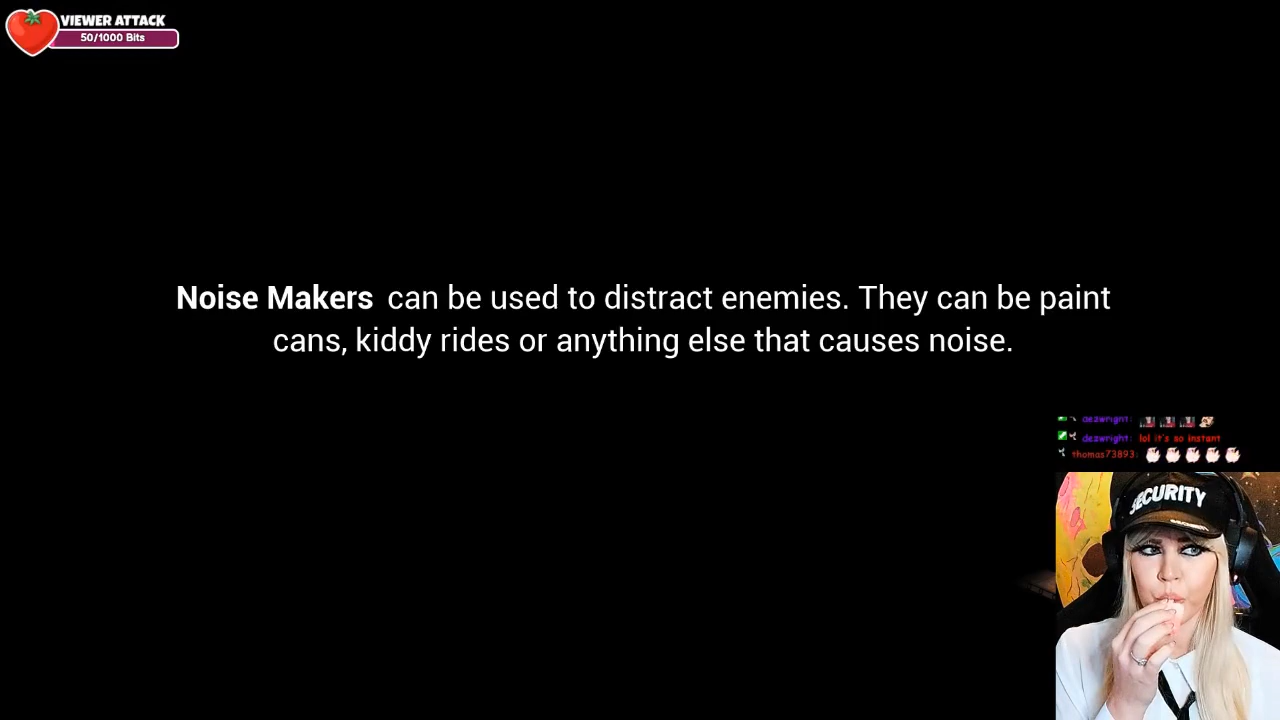 VIEWER ATTACK
50/1000 Bits
Noise Makers can be used to distract enemies. They can be paint
cans, kiddy rides or anything else that causes noise.
dezwright:
dezwright: lol it's so instant
thomas73893:
SECURITY